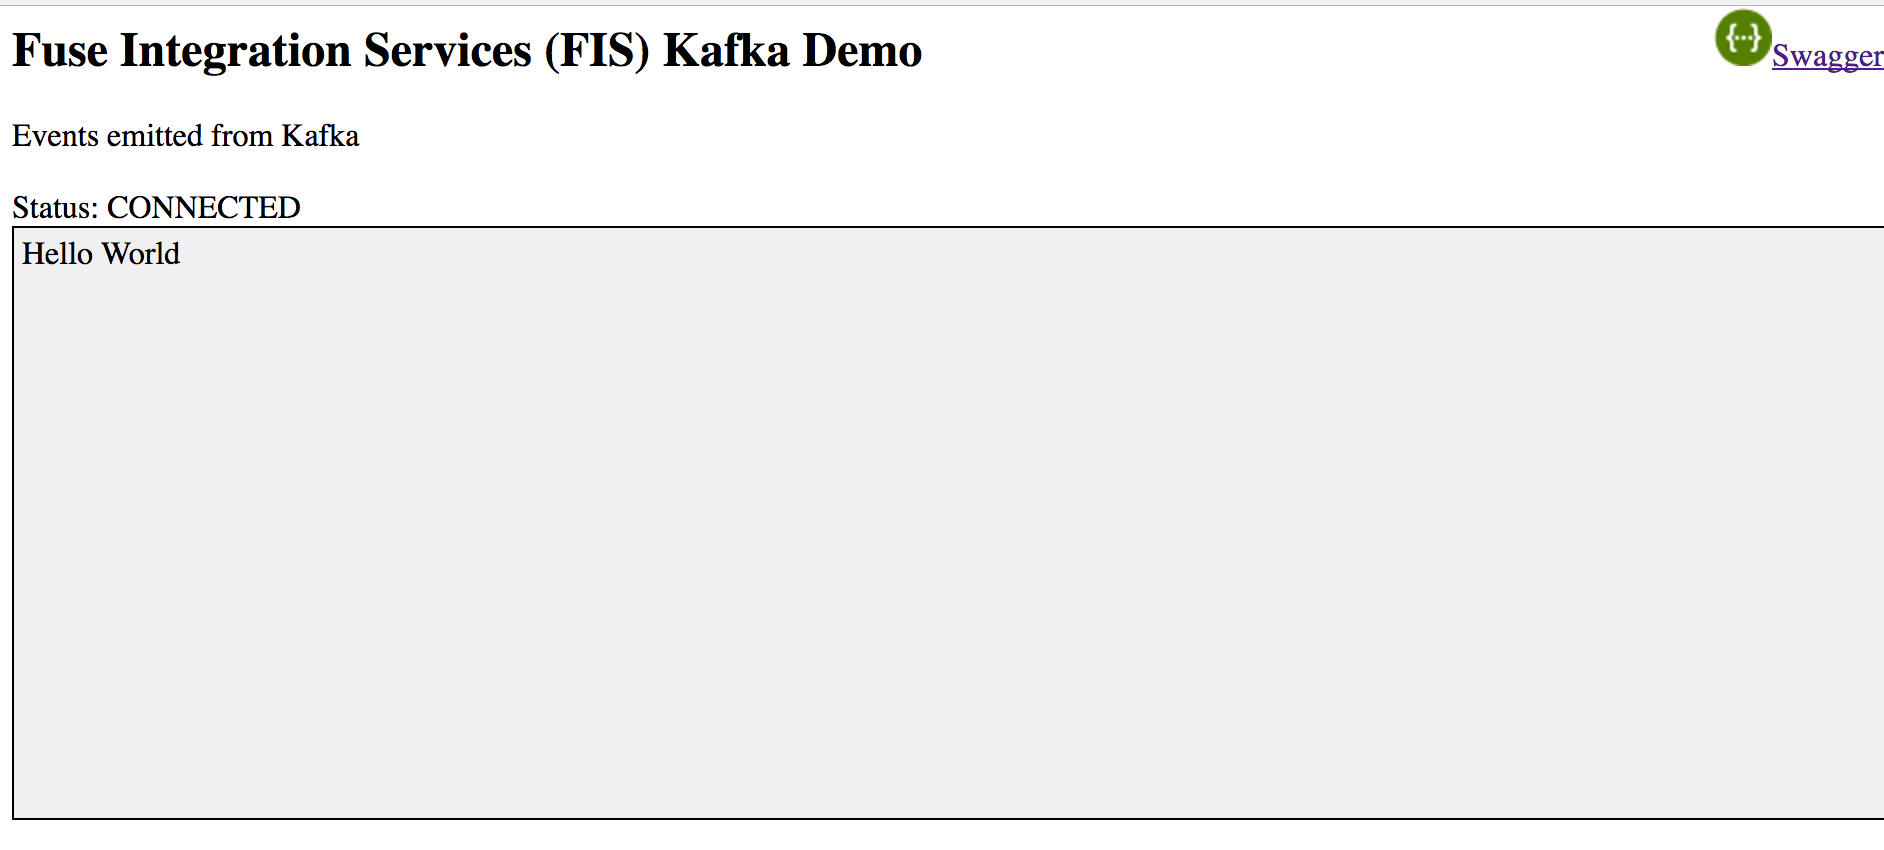 Fuse Integration Services (FIS) Kafka Demo
{...} Swagger
Events emitted from Kafka
Status: CONNECTED
Hello World